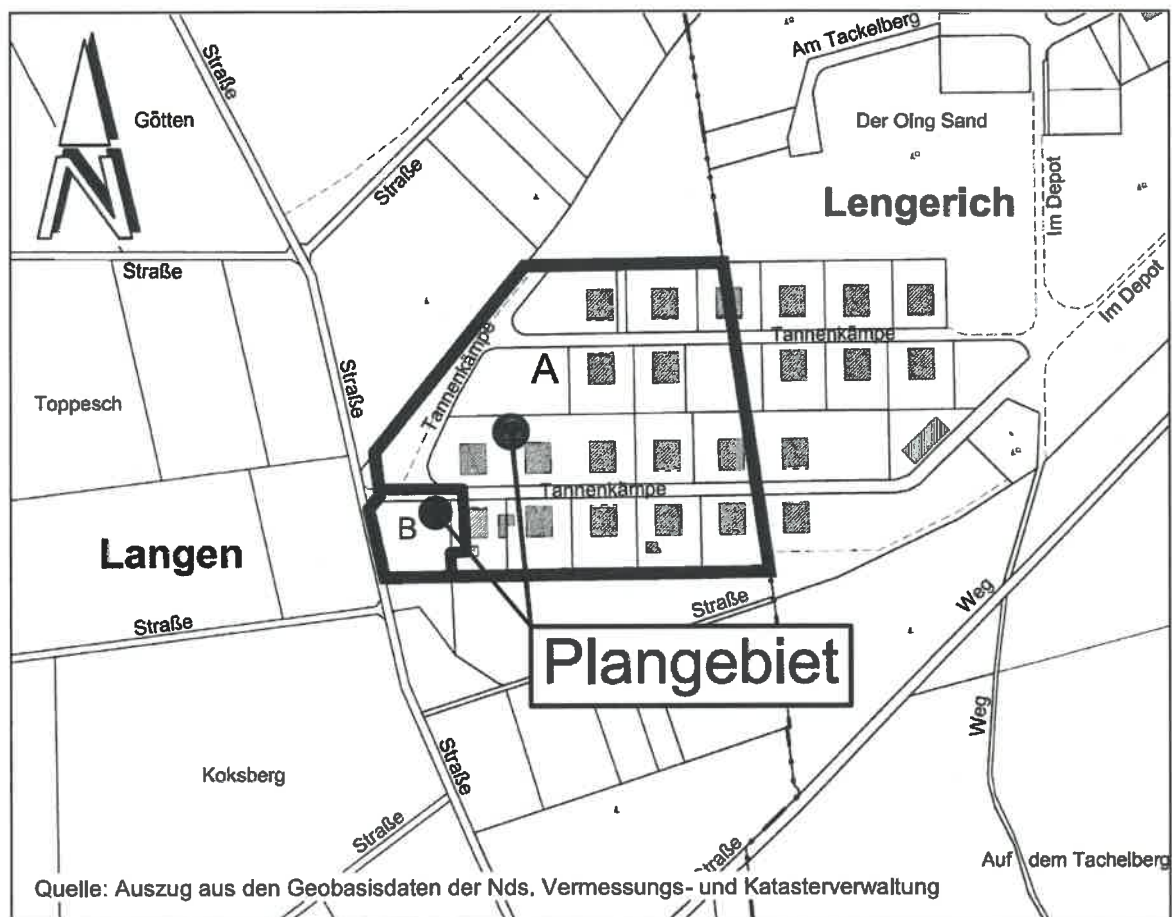 Straße
Am Tackelberg
Götten
Der Olng Sand
Straße
Lengerich
Im Depot
N
Straße
Im Depot
Tannenkämpe
Tannenkämpe
A
Straße
Toppesch
Tannenkämpe
B
Langen
Straße
Straße
Weg
Plangebiet
Weg
Koksberg
Straße
Straße
Straße
Auf dem Tachelberg
Quelle: Auszug aus den Geobasisdaten der Nds. Vermessungs- und Katasterverwaltung